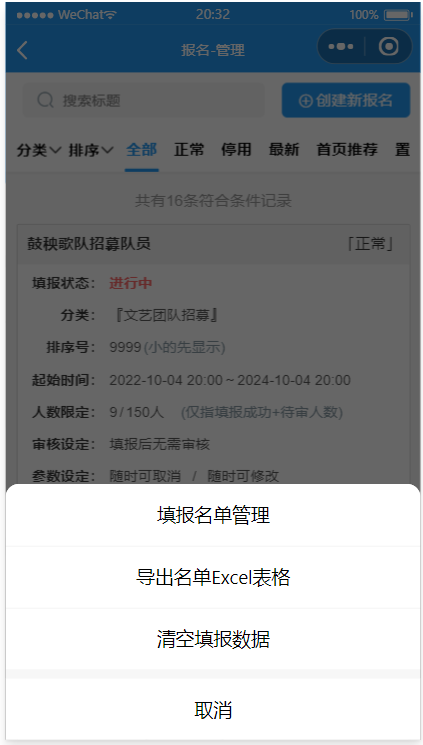 WeChat 20:32 100%
报名-管理
搜索标题 创建新报名
分类 排序 全部 正常 停用 最新 首页推荐 置
共有16条符合条件记录
鼓秧歌队招募队员 「正常」
填报状态： 进行中
分类： 『文艺团队招募』
排序号： 9999 (小的先显示)
起始时间： 2022-10-04 20:00 ~ 2024-10-04 20:00
人数限定： 9 / 150人 (仅指填报成功+待审人数)
审核设定： 填报后无需审核
参数设定： 随时可取消 / 随时可修改
填报名单管理
导出名单Excel表格
清空填报数据
取消